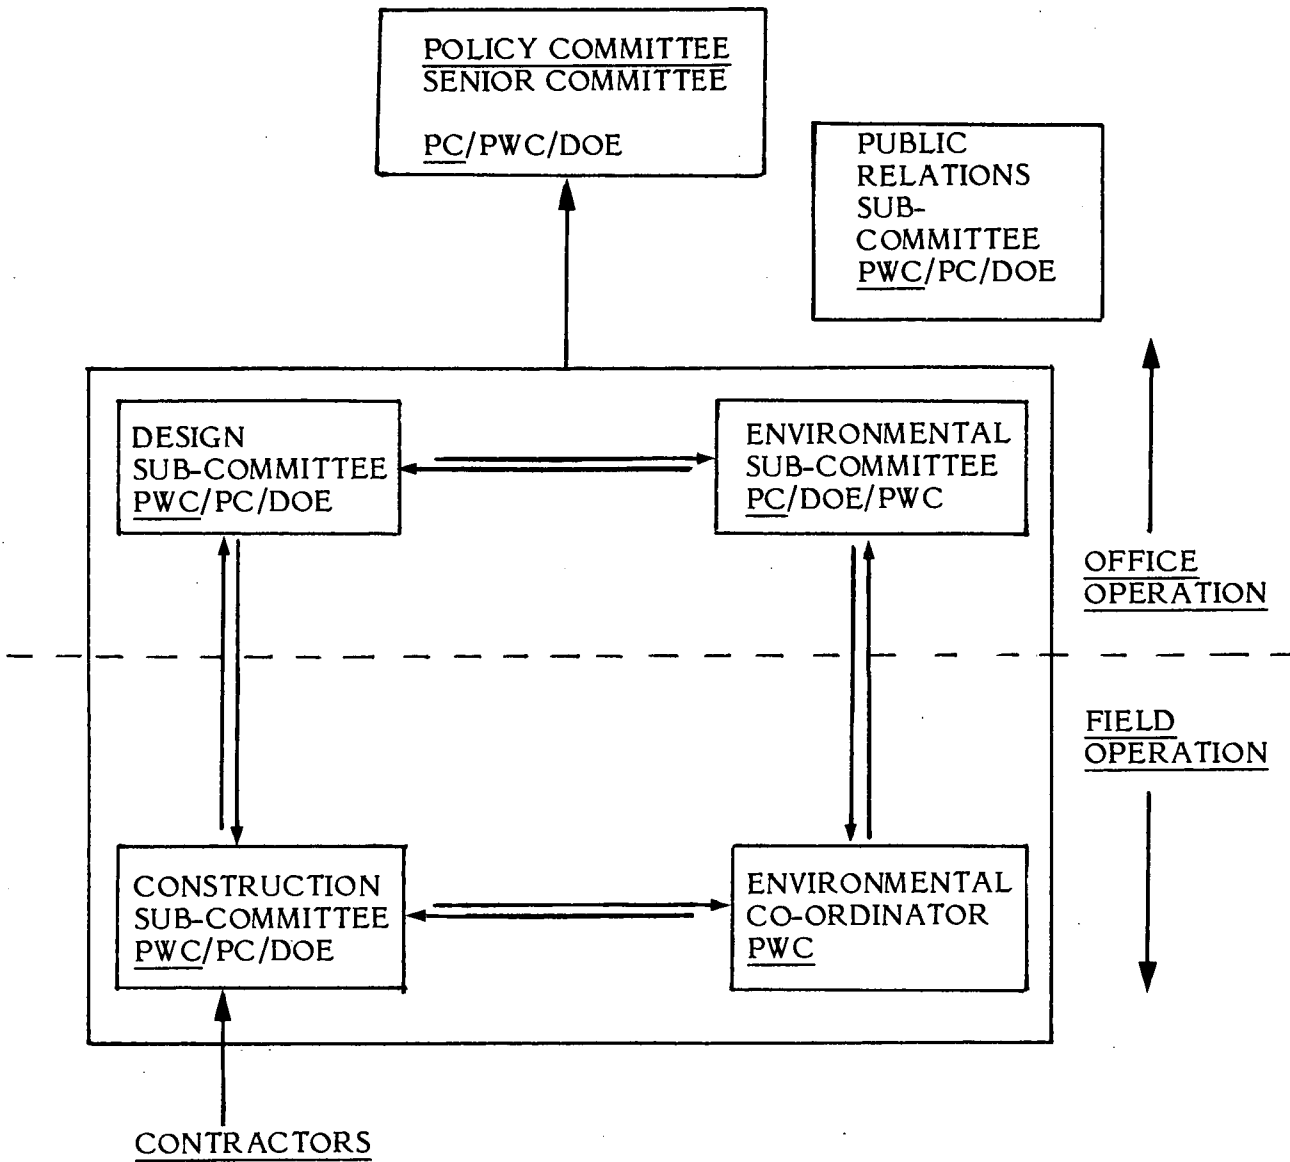 POLICY COMMITTEE
SENIOR COMMITTEE
PC/PWC/DOE
PUBLIC
RELATIONS
SUB-
COMMITTEE
PWC/PC/DOE
DESIGN
SUB-COMMITTEE
PWC/PC/DOE
ENVIRONMENTAL
SUB-COMMITTEE
PC/DOE/PWC
OFFICE
OPERATION
FIELD
OPERATION
CONSTRUCTION
SUB-COMMITTEE
PWC/PC/DOE
ENVIRONMENTAL
CO-ORDINATOR
PWC
CONTRACTORS